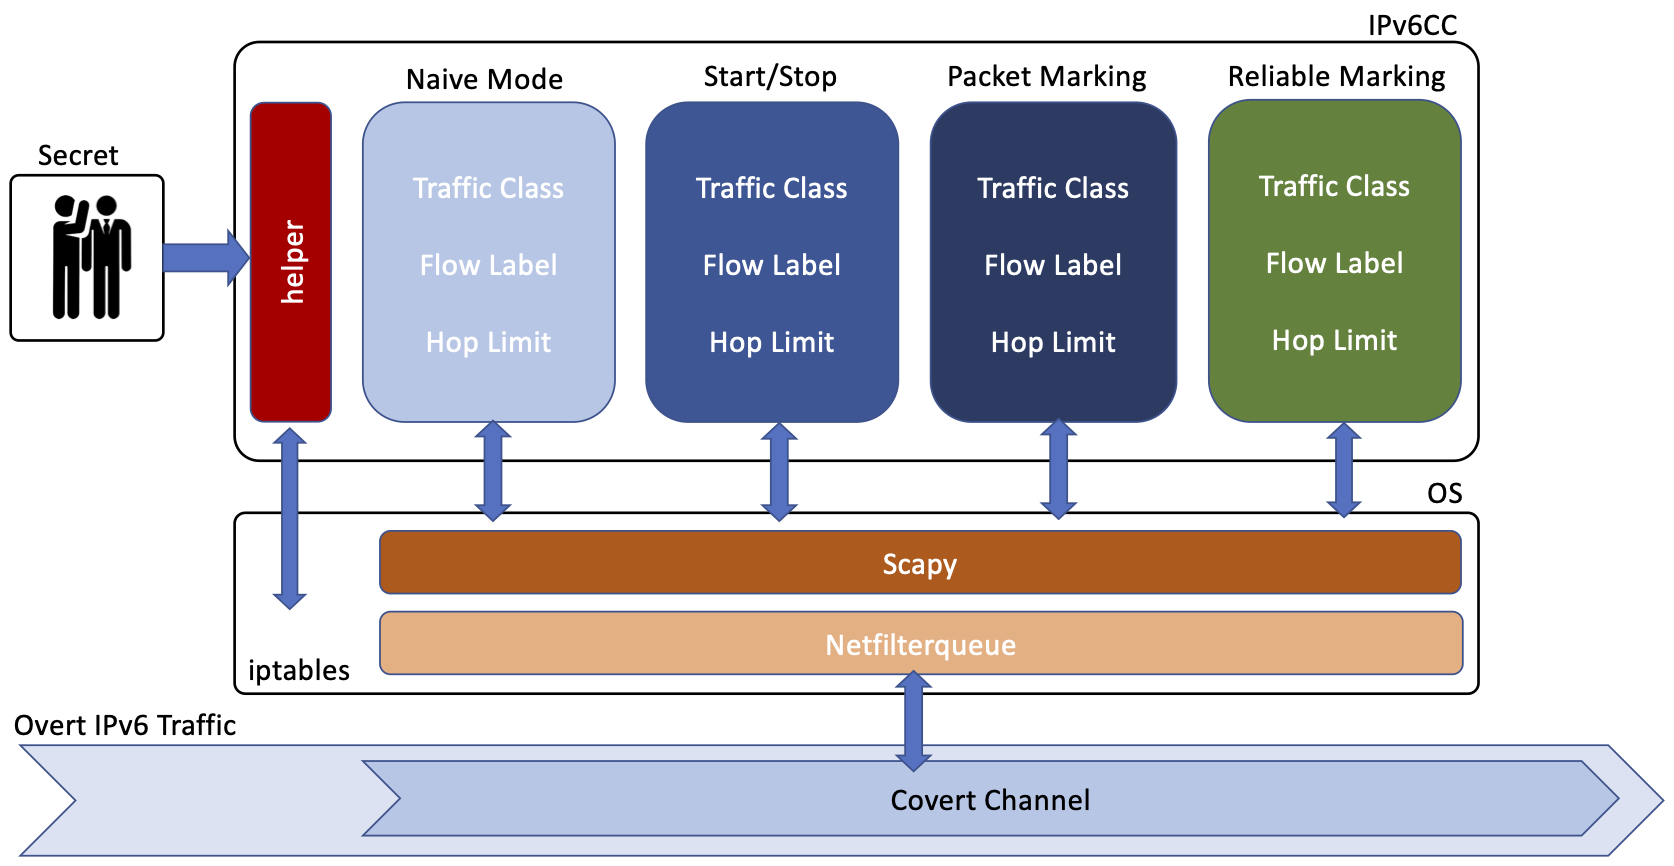 IPv6CC
Naive Mode
Start/Stop
Packet Marking
Reliable Marking
Secret
helper
Traffic Class
Flow Label
Hop Limit
Traffic Class
Flow Label
Hop Limit
Traffic Class
Flow Label
Hop Limit
Traffic Class
Flow Label
Hop Limit
OS
Scapy
Netfilterqueue
iptables
Overt IPv6 Traffic
Covert Channel